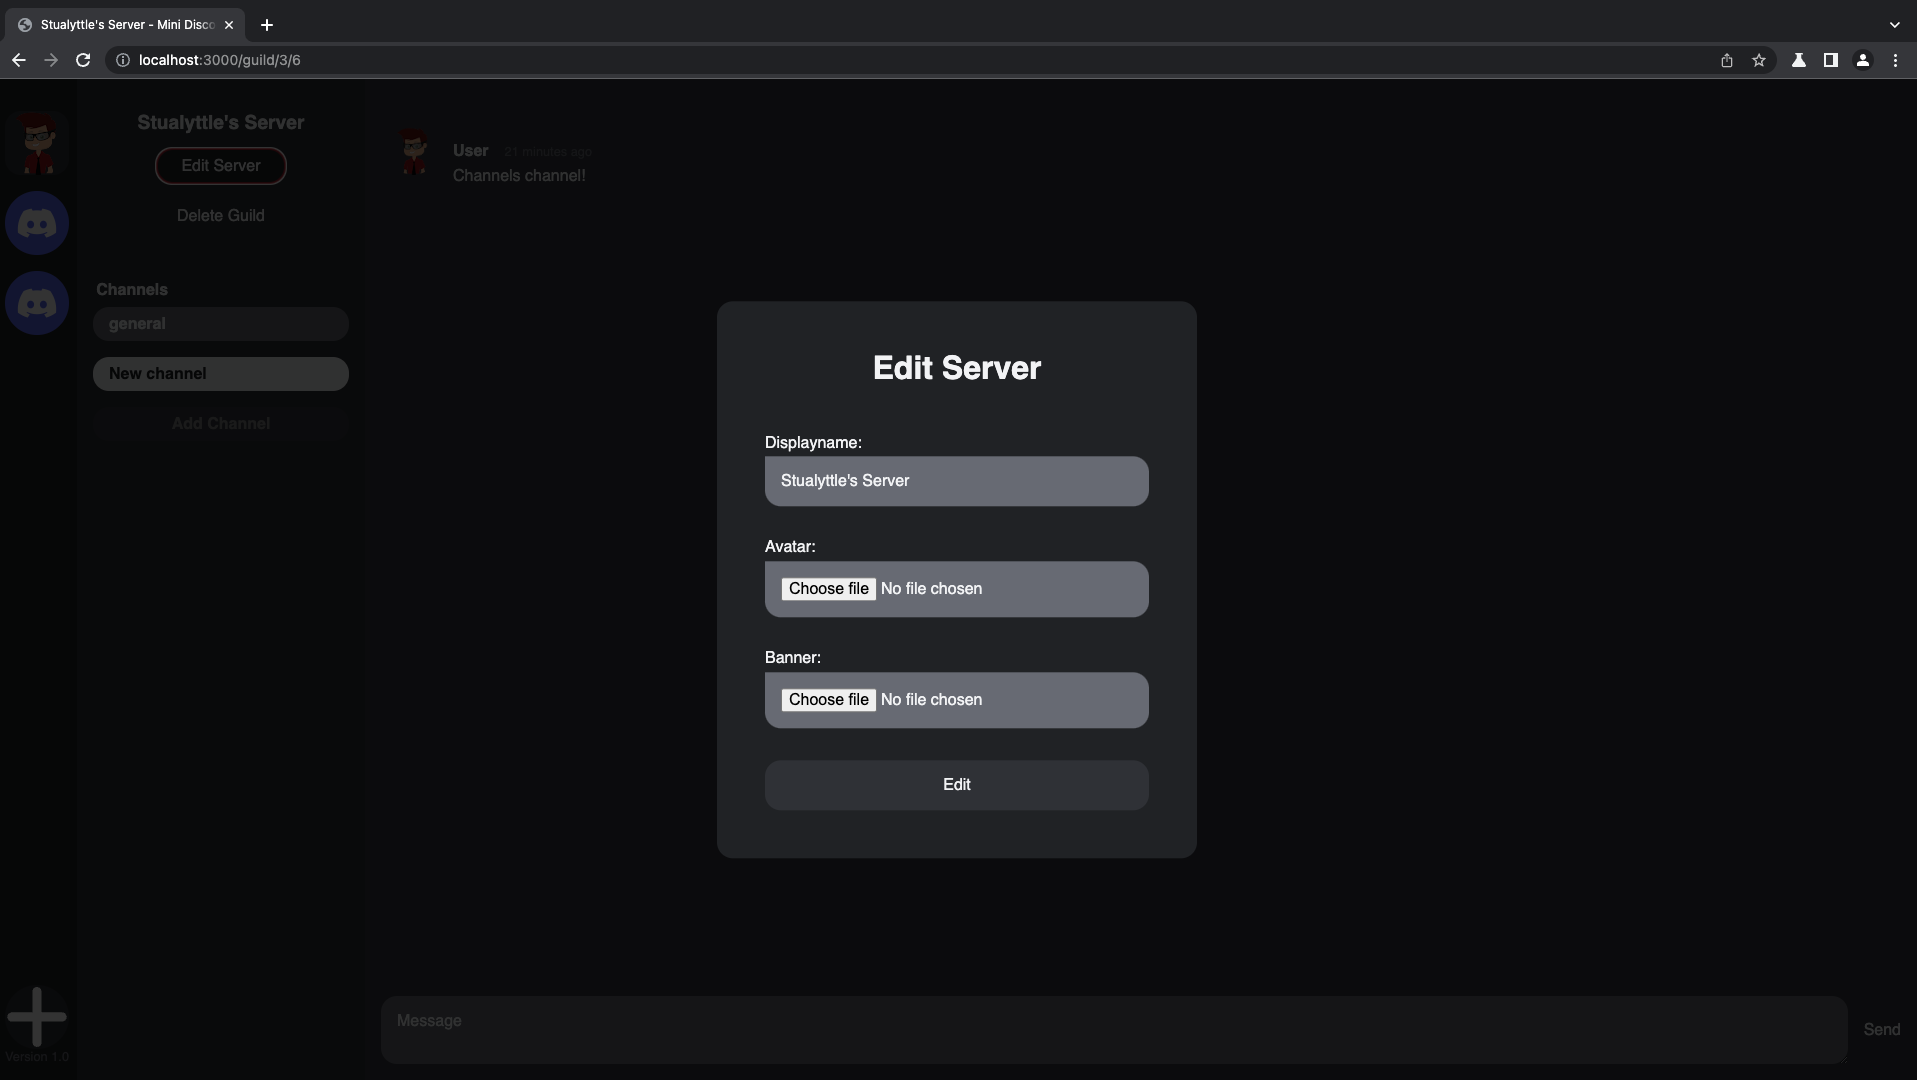 Stualyttle's Server - Mini Disco
localhost:3000/guild/3/6
Stualyttle's Server
Edit Server
Delete Guild
Channels
general
New channel
Add Channel
User 21 minutes ago
Channels channel!
Edit Server
Displayname:
Stualyttle's Server
Avatar:
Choose file No file chosen
Banner:
Choose file No file chosen
Edit
Message
Send
Version 1.0